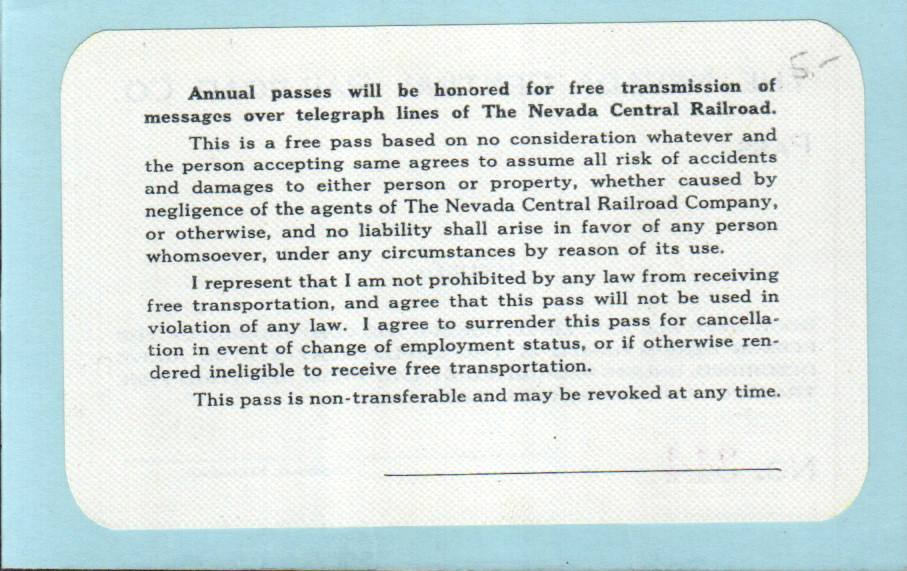 5.-
Annual passes will be honored for free transmission of
messages over telegraph lines of The Nevada Central Railroad.
This is a free pass based on no consideration whatever and
the person accepting same agrees to assume all risk of accidents
and damages to either person or property, whether caused by
negligence of the agents of The Nevada Central Railroad Company,
or otherwise, and no liability shall arise in favor of any person
whomsoever, under any circumstances by reason of its use.
I represent that I am not prohibited by any law from receiving
free transportation, and agree that this pass will not be used in
violation of any law. I agree to surrender this pass for cancella-
tion in event of change of employment status, or if otherwise ren-
dered ineligible to receive free transportation.
This pass is non-transferable and may be revoked at any time.